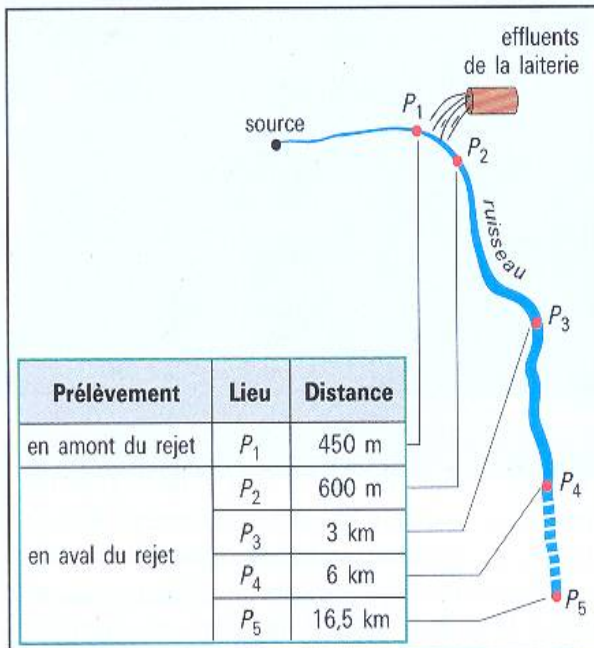 effluents
de la laiterie
P1
source
P2
ruisseau
P3
Prélèvement Lieu Distance
en amont du rejet P1 450 m
P2 600 m
P4
en aval du rejet P3 3 km
P4 6 km
P5 16,5 km
P5